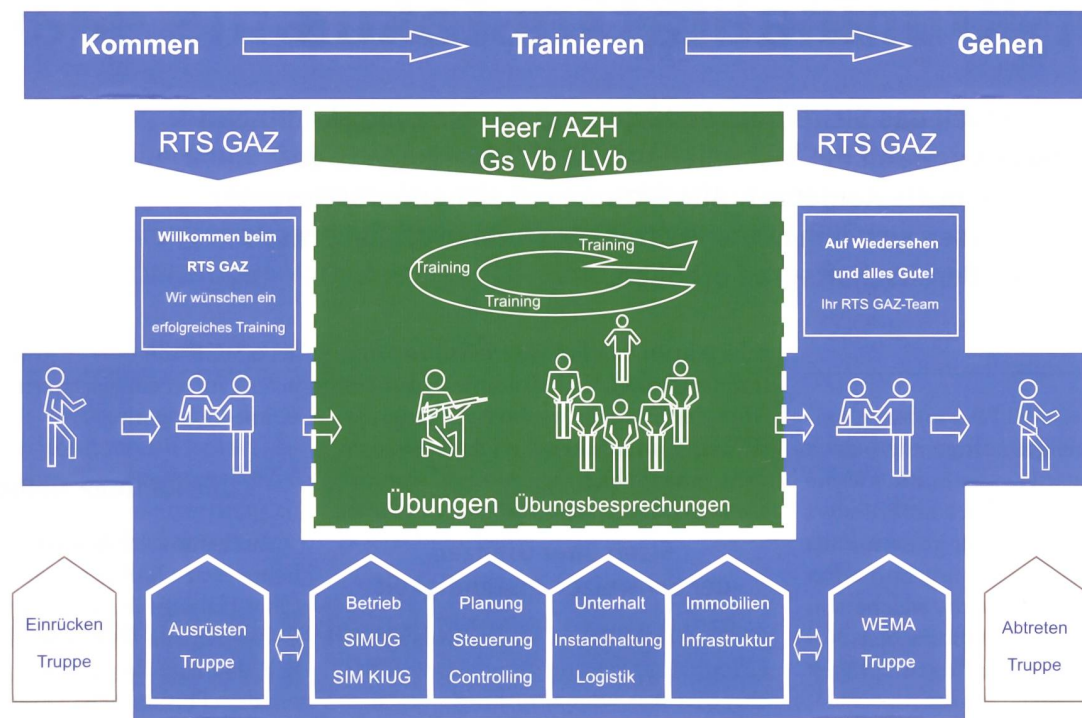 Kommen
Trainieren
Gehen
RTS GAZ
Heer / AZH
Gs Vb / LVb
RTS GAZ
Willkommen beim
RTS GAZ
Wir wünschen ein
erfolgreiches Training
Training
Training
Training
Auf Wiedersehen
und alles Gute!
Ihr RTS GAZ-Team
Übungen
Übungsbesprechungen
Einrücken
Truppe
Ausrüsten
Truppe
Betrieb
SIMUG
SIM KIUG
Planung
Steuerung
Controlling
Unterhalt
Instandhaltung
Logistik
Immobilien
Infrastruktur
WEMA
Truppe
Abtreten
Truppe